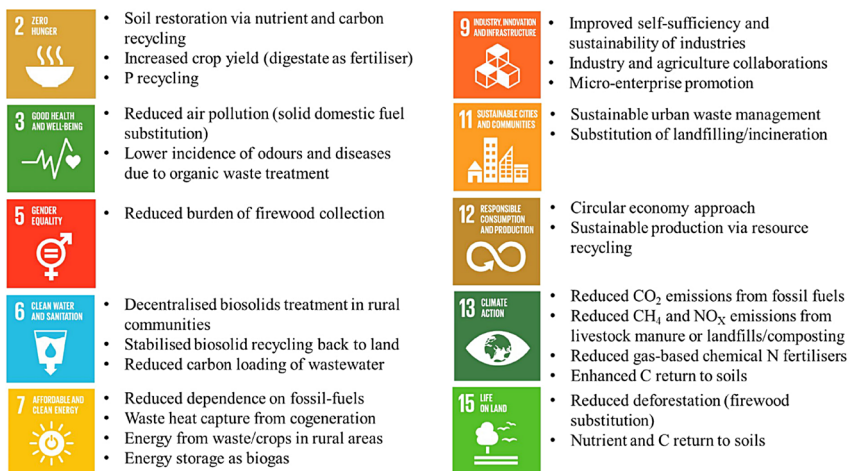 2 ZERO
HUNGER
• Soil restoration via nutrient and carbon
recycling
• Increased crop yield (digestate as fertiliser)
• P recycling
3 GOOD HEALTH
AND WELL-BEING
• Reduced air pollution (solid domestic fuel
substitution)
• Lower incidence of odours and diseases
due to organic waste treatment
5 GENDER
EQUALITY
• Reduced burden of firewood collection
6 CLEAN WATER
AND SANITATION
• Decentralised biosolids treatment in rural
communities
• Stabilised biosolid recycling back to land
• Reduced carbon loading of wastewater
7 AFFORDABLE AND
CLEAN ENERGY
• Reduced dependence on fossil-fuels
• Waste heat capture from cogeneration
• Energy from waste/crops in rural areas
• Energy storage as biogas
9 INDUSTRY, INNOVATION
AND INFRASTRUCTURE
• Improved self-sufficiency and
sustainability of industries
• Industry and agriculture collaborations
• Micro-enterprise promotion
11 SUSTAINABLE CITIES
AND COMMUNITIES
• Sustainable urban waste management
• Substitution of landfilling/incineration
12 RESPONSIBLE
CONSUMPTION
AND PRODUCTION
• Circular economy approach
• Sustainable production via resource
recycling
13 CLIMATE
ACTION
• Reduced CO₂ emissions from fossil fuels
• Reduced CH₄ and NOX emissions from
livestock manure or landfills/composting
• Reduced gas-based chemical N fertilisers
• Enhanced C return to soils
15 LIFE
ON LAND
• Reduced deforestation (firewood
substitution)
• Nutrient and C return to soils